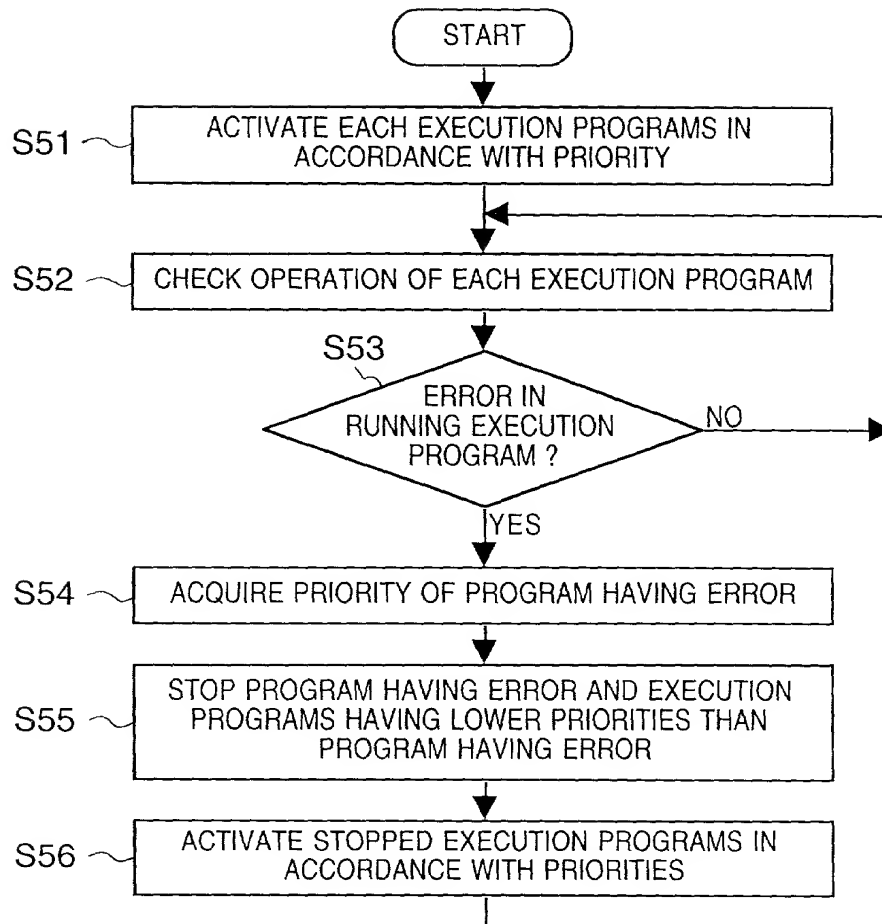 START
S51
ACTIVATE EACH EXECUTION PROGRAMS IN
ACCORDANCE WITH PRIORITY
S52
CHECK OPERATION OF EACH EXECUTION PROGRAM
S53
ERROR IN
RUNNING EXECUTION
PROGRAM ?
NO
YES
S54
ACQUIRE PRIORITY OF PROGRAM HAVING ERROR
S55
STOP PROGRAM HAVING ERROR AND EXECUTION
PROGRAMS HAVING LOWER PRIORITIES THAN
PROGRAM HAVING ERROR
S56
ACTIVATE STOPPED EXECUTION PROGRAMS IN
ACCORDANCE WITH PRIORITIES